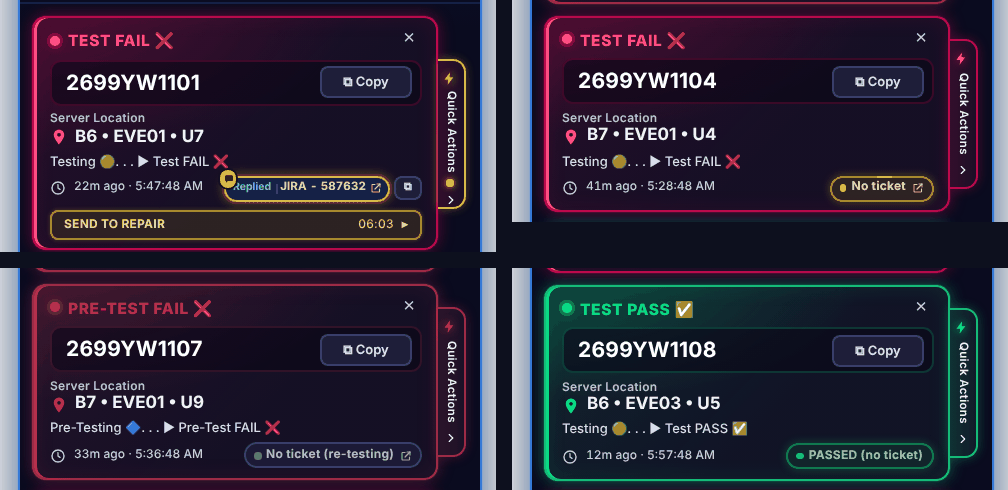 TEST FAIL ❌ ×
2699YW1101 Copy
Server Location
B6 • EVE01 • U7
Testing 🟡. . . ▶ Test FAIL ❌
22m ago · 5:47:48 AM Replied | JIRA - 587632
SEND TO REPAIR 06:03 ▸
Quick Actions
TEST FAIL ❌ ×
2699YW1104 Copy
Server Location
B7 • EVE01 • U4
Testing 🟡. . . ▶ Test FAIL ❌
41m ago · 5:28:48 AM No ticket
Quick Actions
PRE-TEST FAIL ❌ ×
2699YW1107 Copy
Server Location
B7 • EVE01 • U9
Pre-Testing 🔷. . . ▶ Pre-Test FAIL ❌
33m ago · 5:36:48 AM No ticket (re-testing)
Quick Actions
TEST PASS ✅ ×
2699YW1108 Copy
Server Location
B6 • EVE03 • U5
Testing 🟡. . . ▶ Test PASS ✅
12m ago · 5:57:48 AM PASSED (no ticket)
Quick Actions